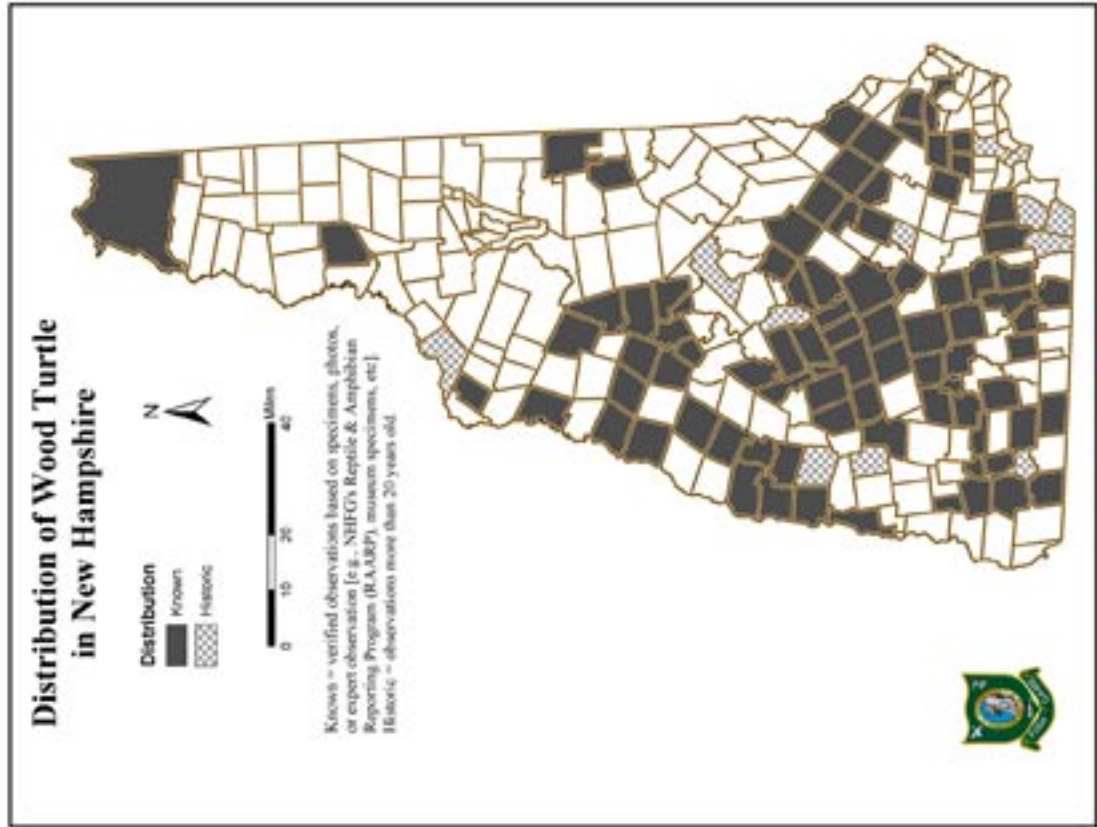 Distribution of Wood Turtle
in New Hampshire
N
Distribution
Known
Historic
0 10 20 40
Miles
Known = verified observations based on specimens, photos,
or expert observation [e.g., NHFG's Reptile & Amphibian
Reporting Program (RAARP), museum specimens, etc].
Historic = observations more than 20 years old.